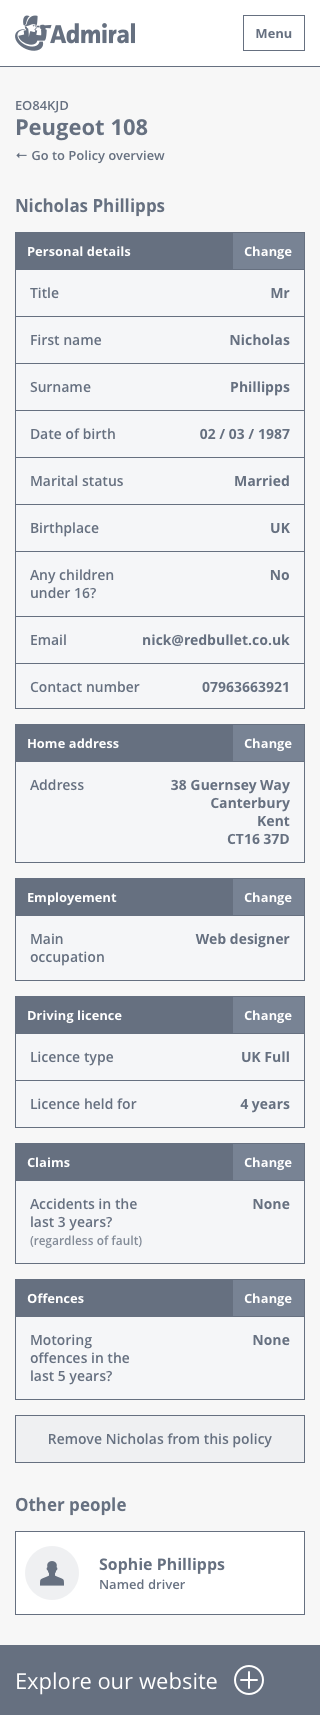 Admiral
Menu
EO84KJD
Peugeot 108
← Go to Policy overview
Nicholas Phillipps
Personal details Change
Title Mr
First name Nicholas
Surname Phillipps
Date of birth 02 / 03 / 1987
Marital status Married
Birthplace UK
Any children No
under 16?
Email nick@redbullet.co.uk
Contact number 07963663921
Home address Change
Address 38 Guernsey Way
Canterbury
Kent
CT16 37D
Employement Change
Main Web designer
occupation
Driving licence Change
Licence type UK Full
Licence held for 4 years
Claims Change
Accidents in the None
last 3 years?
(regardless of fault)
Offences Change
Motoring None
offences in the
last 5 years?
Remove Nicholas from this policy
Other people
Sophie Phillipps
Named driver
Explore our website